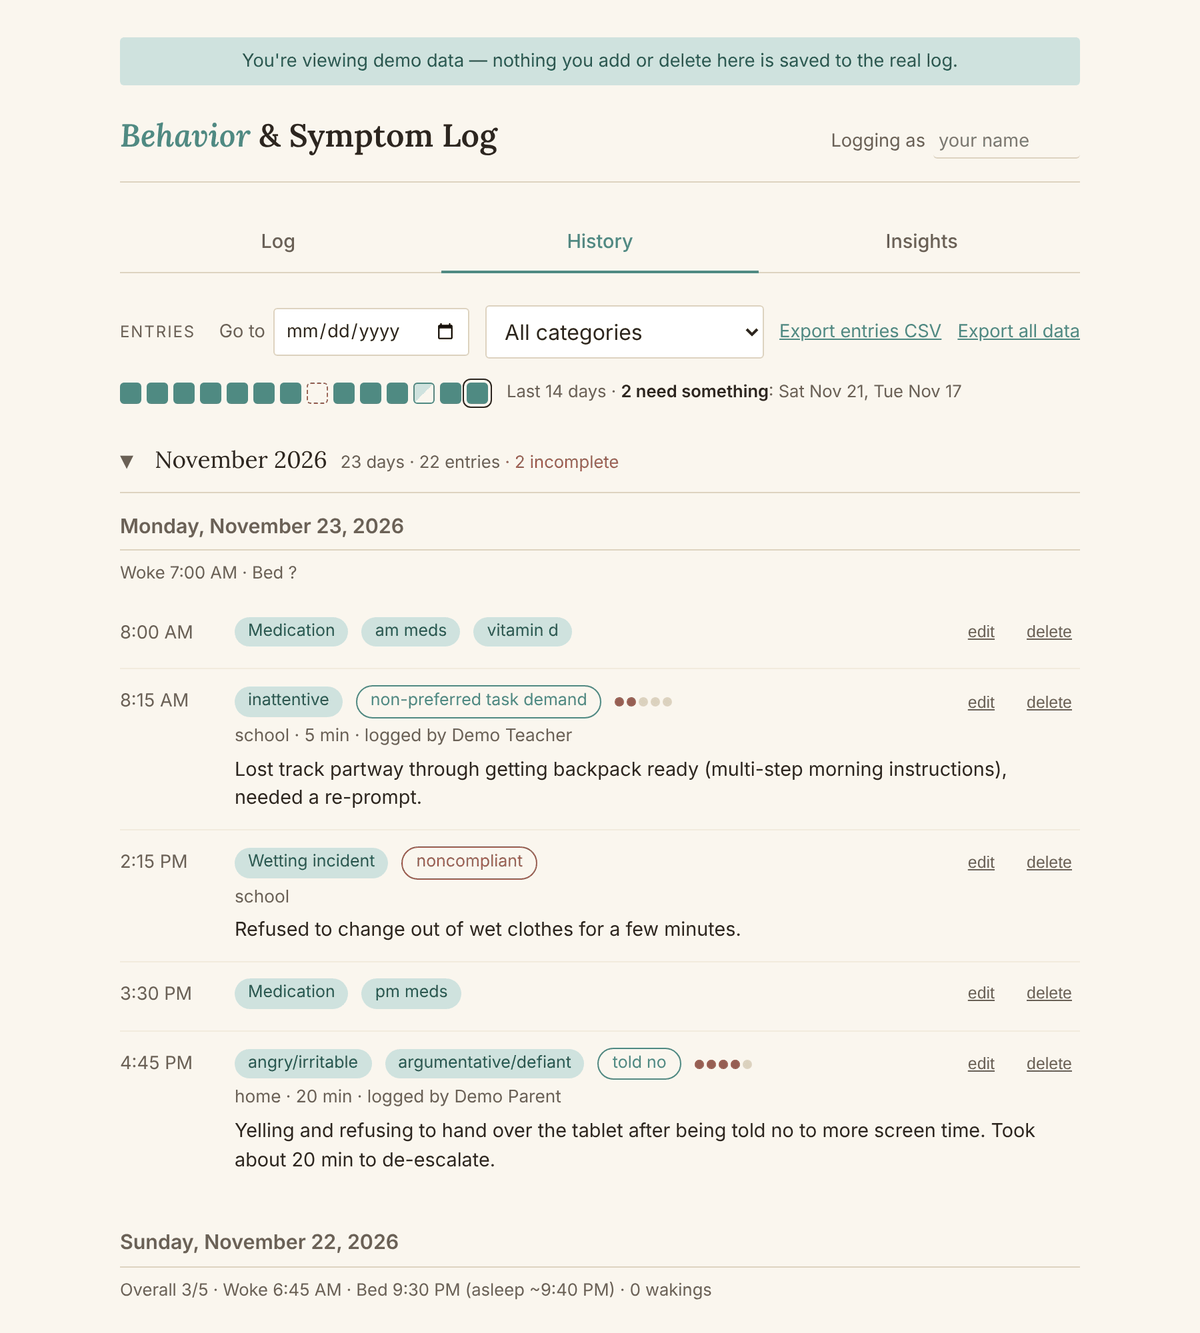 You're viewing demo data — nothing you add or delete here is saved to the real log.
Behavior & Symptom Log
Logging as your name
Log History Insights
ENTRIES Go to mm/dd/yyyy All categories Export entries CSV Export all data
Last 14 days · 2 need something: Sat Nov 21, Tue Nov 17
▼ November 2026 23 days · 22 entries · 2 incomplete
Monday, November 23, 2026
Woke 7:00 AM · Bed ?
8:00 AM Medication am meds vitamin d edit delete
8:15 AM inattentive non-preferred task demand edit delete
school · 5 min · logged by Demo Teacher
Lost track partway through getting backpack ready (multi-step morning instructions),
needed a re-prompt.
2:15 PM Wetting incident noncompliant edit delete
school
Refused to change out of wet clothes for a few minutes.
3:30 PM Medication pm meds edit delete
4:45 PM angry/irritable argumentative/defiant told no edit delete
home · 20 min · logged by Demo Parent
Yelling and refusing to hand over the tablet after being told no to more screen time. Took
about 20 min to de-escalate.
Sunday, November 22, 2026
Overall 3/5 · Woke 6:45 AM · Bed 9:30 PM (asleep ~9:40 PM) · 0 wakings